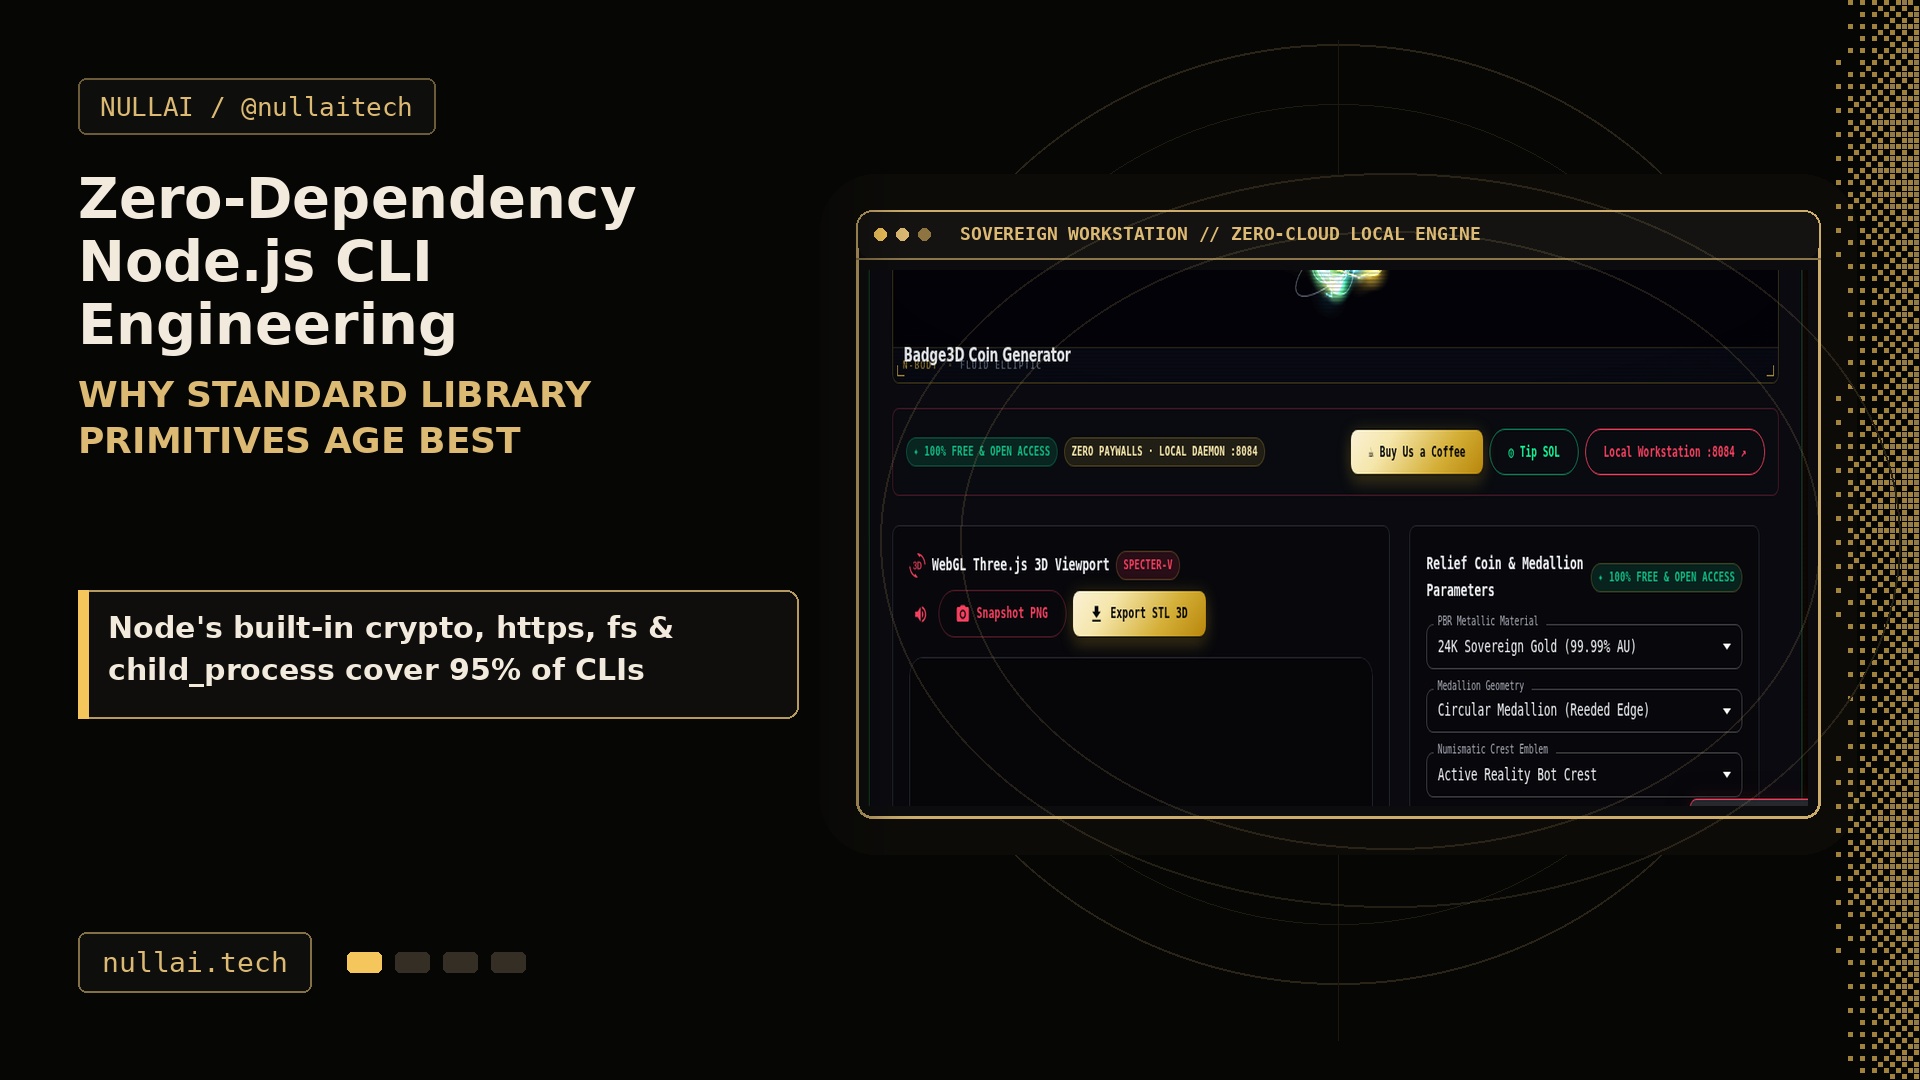 NULLAI / @nullaitech
Zero-Dependency
Node.js CLI
Engineering
WHY STANDARD LIBRARY
PRIMITIVES AGE BEST
Node's built-in crypto, https, fs &
child_process cover 95% of CLIs
nullai.tech
SOVEREIGN WORKSTATION // ZERO-CLOUD LOCAL ENGINE
Badge3D Coin Generator
N-BODY · FLUID ELLIPTIC
100% FREE & OPEN ACCESS
ZERO PAYWALLS · LOCAL DAEMON :8084
Buy Us a Coffee
◎ Tip SOL
Local Workstation :8084 ↗
3D
WebGL Three.js 3D Viewport
SPECTER-V
Snapshot PNG
Export STL 3D
Relief Coin & Medallion
Parameters
100% FREE & OPEN ACCESS
PBR Metallic Material
24K Sovereign Gold (99.99% AU)
Medallion Geometry
Circular Medallion (Reeded Edge)
Numismatic Crest Emblem
Active Reality Bot Crest